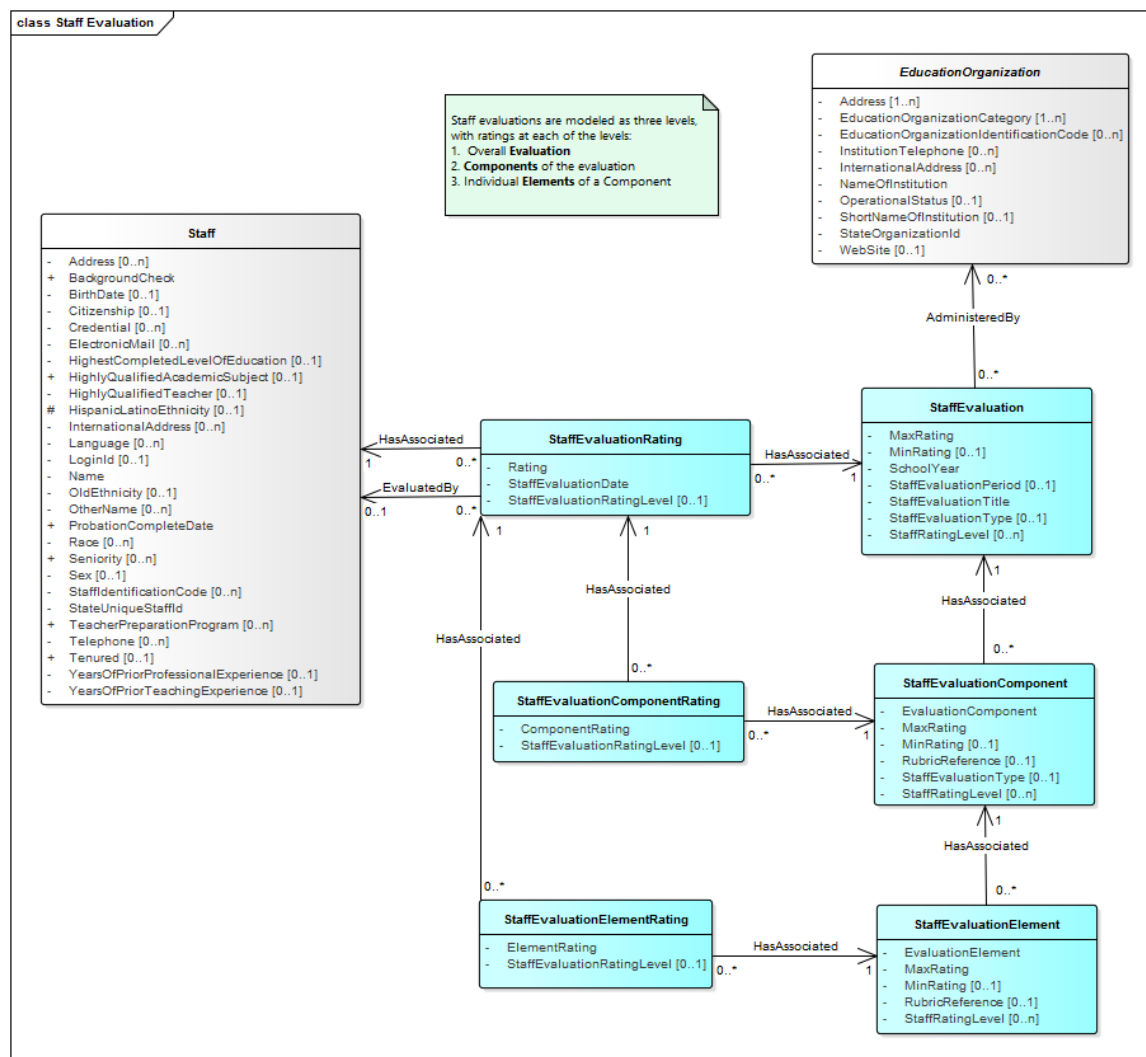 class Staff Evaluation
EducationOrganization
- Address [1..n]
- EducationOrganizationCategory [1..n]
- EducationOrganizationIdentificationCode [0..n]
- InstitutionTelephone [0..n]
- InternationalAddress [0..n]
- NameOfInstitution
- OperationalStatus [0..1]
- ShortNameOfInstitution [0..1]
- StateOrganizationId
- WebSite [0..1]
Staff evaluations are modeled as three levels,
with ratings at each of the levels:
1. Overall Evaluation
2. Components of the evaluation
3. Individual Elements of a Component
Staff
- Address [0..n]
+ BackgroundCheck
- BirthDate [0..1]
- Citizenship [0..1]
- Credential [0..n]
- ElectronicMail [0..n]
- HighestCompletedLevelOfEducation [0..1]
+ HighlyQualifiedAcademicSubject [0..1]
- HighlyQualifiedTeacher [0..1]
# HispanicLatinoEthnicity [0..1]
- InternationalAddress [0..n]
- Language [0..n]
- LoginId [0..1]
- Name
- OldEthnicity [0..1]
- OtherName [0..n]
+ ProbationCompleteDate
- Race [0..n]
+ Seniority [0..n]
- Sex [0..1]
- StaffIdentificationCode [0..n]
- StateUniqueStaffId
+ TeacherPreparationProgram [0..n]
- Telephone [0..n]
+ Tenured [0..1]
- YearsOfPriorProfessionalExperience [0..1]
- YearsOfPriorTeachingExperience [0..1]
0..*
AdministeredBy
0..*
StaffEvaluation
- MaxRating
- MinRating [0..1]
- SchoolYear
- StaffEvaluationPeriod [0..1]
- StaffEvaluationTitle
- StaffEvaluationType [0..1]
- StaffRatingLevel [0..n]
HasAssociated
1
0..*
EvaluatedBy
0..1
0..*
StaffEvaluationRating
- Rating
- StaffEvaluationDate
- StaffEvaluationRatingLevel [0..1]
HasAssociated
0..*
1
1
1
HasAssociated
HasAssociated
0..*
0..*
1
HasAssociated
0..*
StaffEvaluationComponentRating
- ComponentRating
- StaffEvaluationRatingLevel [0..1]
HasAssociated
0..*
1
StaffEvaluationComponent
- EvaluationComponent
- MaxRating
- MinRating [0..1]
- RubricReference [0..1]
- StaffEvaluationType [0..1]
- StaffRatingLevel [0..n]
1
HasAssociated
0..*
StaffEvaluationElementRating
- ElementRating
- StaffEvaluationRatingLevel [0..1]
HasAssociated
0..*
1
StaffEvaluationElement
- EvaluationElement
- MaxRating
- MinRating [0..1]
- RubricReference [0..1]
- StaffRatingLevel [0..n]